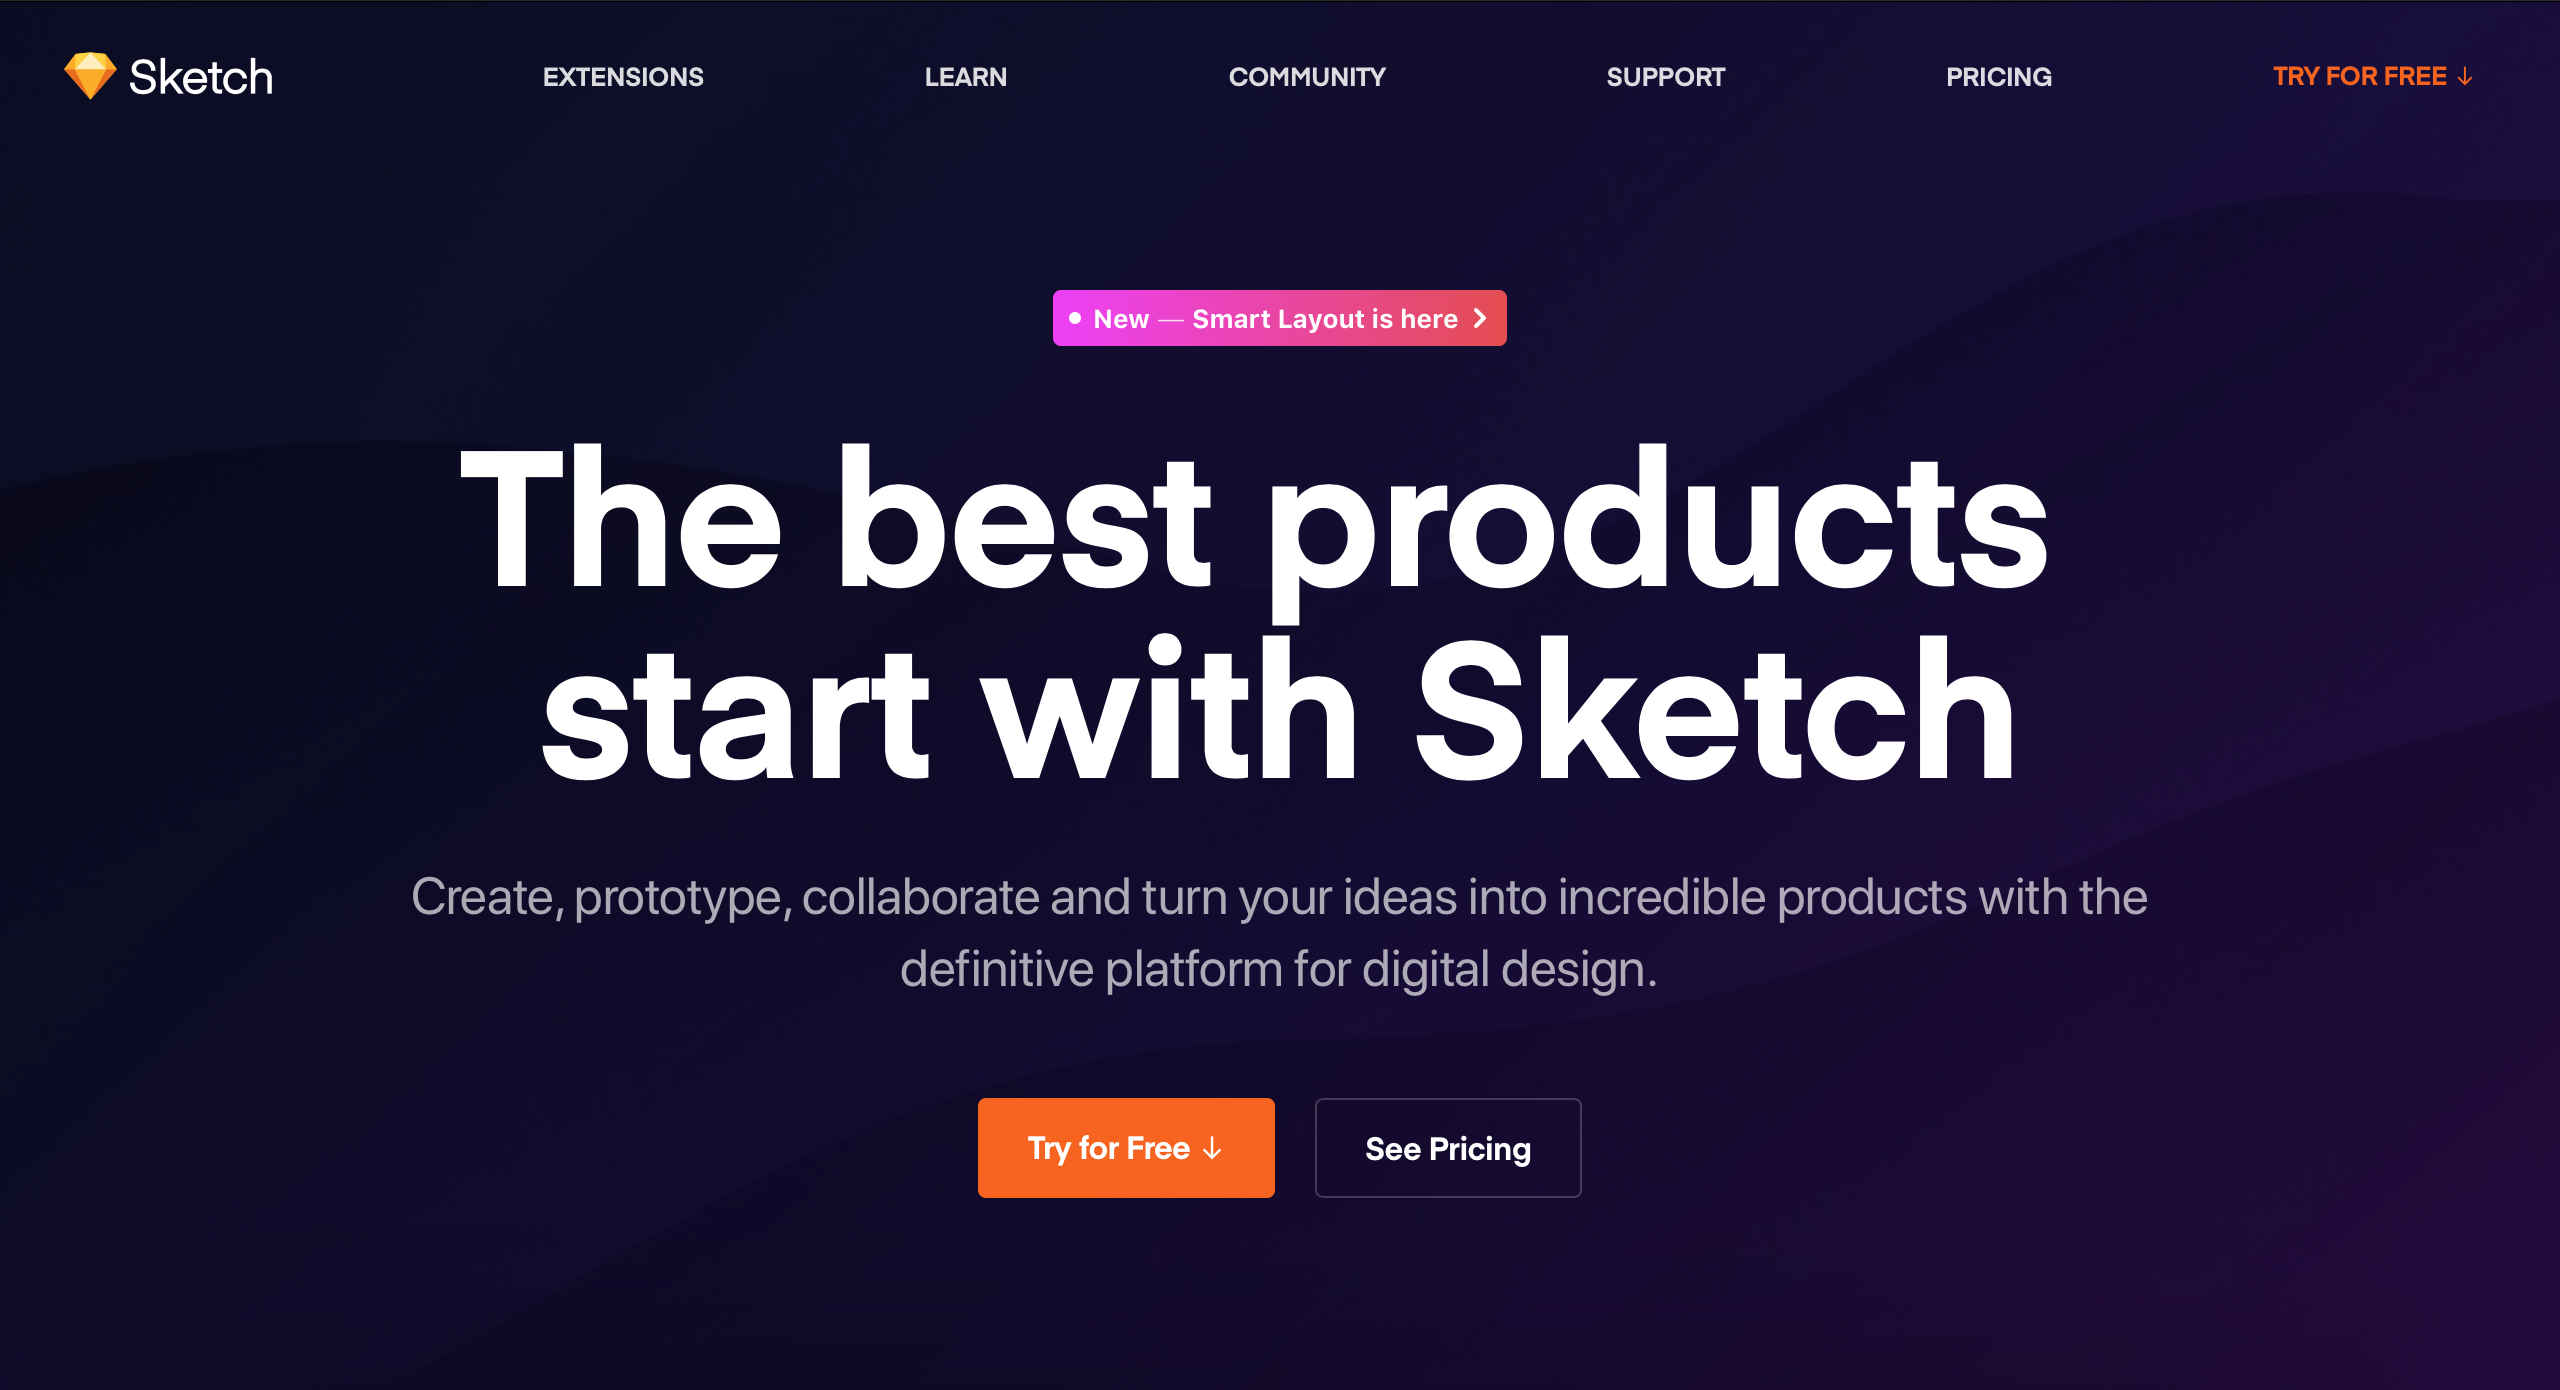 Sketch
EXTENSIONS
LEARN
COMMUNITY
SUPPORT
PRICING
TRY FOR FREE ↓
New — Smart Layout is here
The best products
start with Sketch
Create, prototype, collaborate and turn your ideas into incredible products with the
definitive platform for digital design.
Try for Free ↓
See Pricing